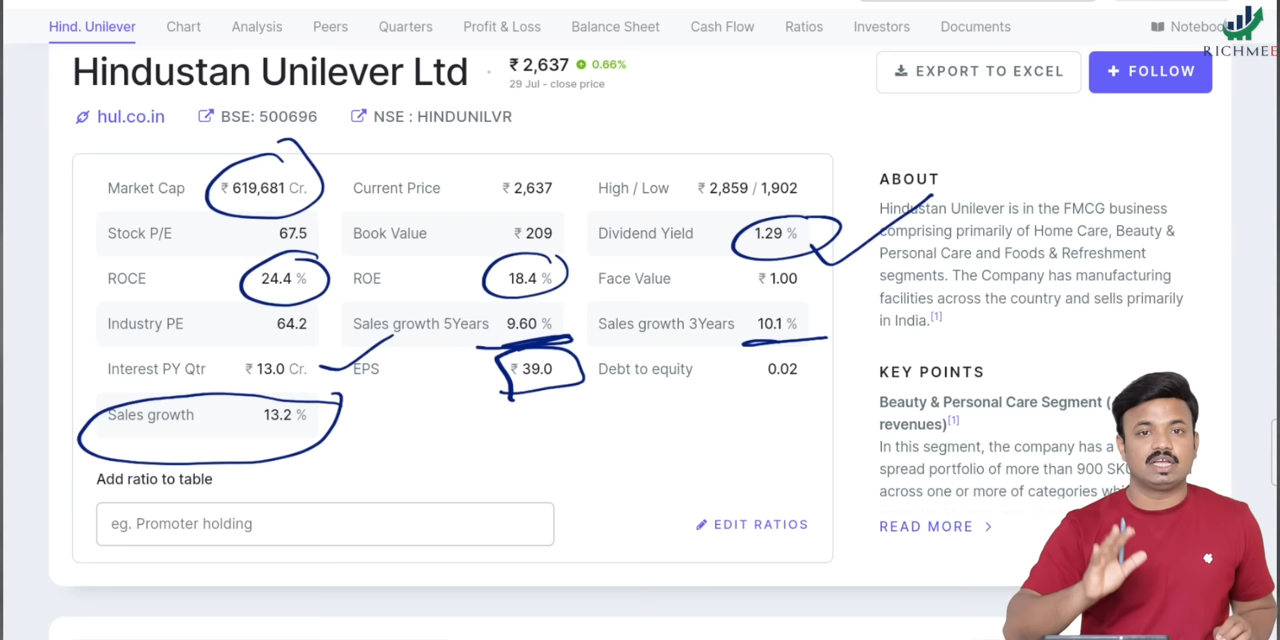 Hind. Unilever Chart Analysis Peers Quarters Profit & Loss Balance Sheet Cash Flow Ratios Investors Documents
RICHMEE
Hindustan Unilever Ltd ₹ 2,637 0.66%
29 Jul - close price
EXPORT TO EXCEL FOLLOW
hul.co.in BSE: 500696 NSE : HINDUNILVR
Market Cap ₹ 619,681 Cr. Current Price ₹ 2,637 High / Low ₹ 2,859 / 1,902
Stock P/E 67.5 Book Value ₹ 209 Dividend Yield 1.29 %
ROCE 24.4 % ROE 18.4 % Face Value ₹ 1.00
Industry PE 64.2 Sales growth 5Years 9.60 % Sales growth 3Years 10.1 %
Interest PY Qtr ₹ 13.0 Cr. EPS ₹ 39.0 Debt to equity 0.02
Sales growth 13.2 %
Add ratio to table
eg. Promoter holding
EDIT RATIOS
ABOUT
Hindustan Unilever is in the FMCG business
comprising primarily of Home Care, Beauty &
Personal Care and Foods & Refreshment
segments. The Company has manufacturing
facilities across the country and sells primarily
in India.[1]
KEY POINTS
Beauty & Personal Care Segment (
revenues)[1]
In this segment, the company has a
spread portfolio of more than 900
across one or more of categories
READ MORE